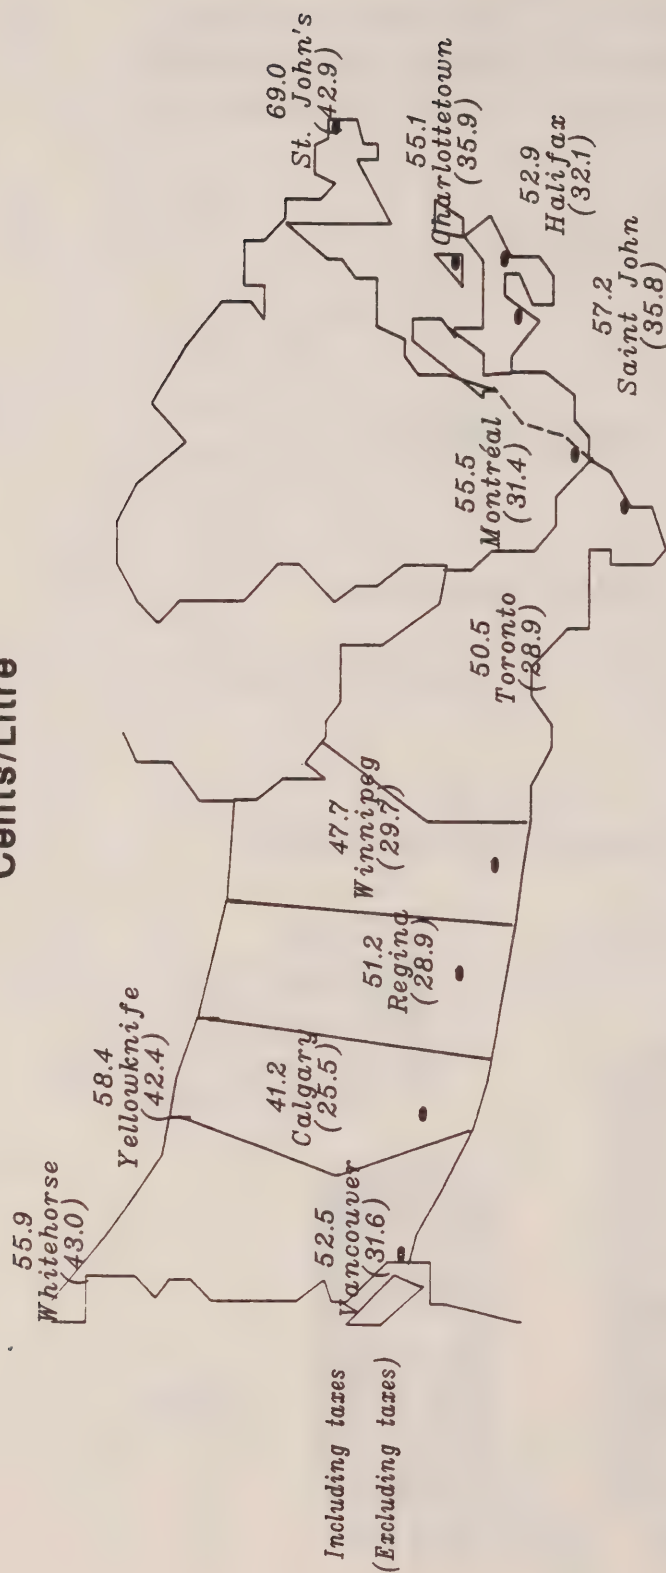 Cents/Litre
55.9
Whitehorse
(43.0)
58.4
Yellowknife
(42.4)
69.0
St. John's
(42.9)
55.1
Charlottetown
(35.9)
52.9
Halifax
(32.1)
57.2
Saint John
(35.8)
55.5
Montréal
(31.4)
50.5
Toronto
(28.9)
47.7
Winnipeg
(29.7)
51.2
Regina
(28.9)
41.2
Calgary
(25.5)
52.5
Vancouver
(31.6)
Including taxes
(Excluding taxes)